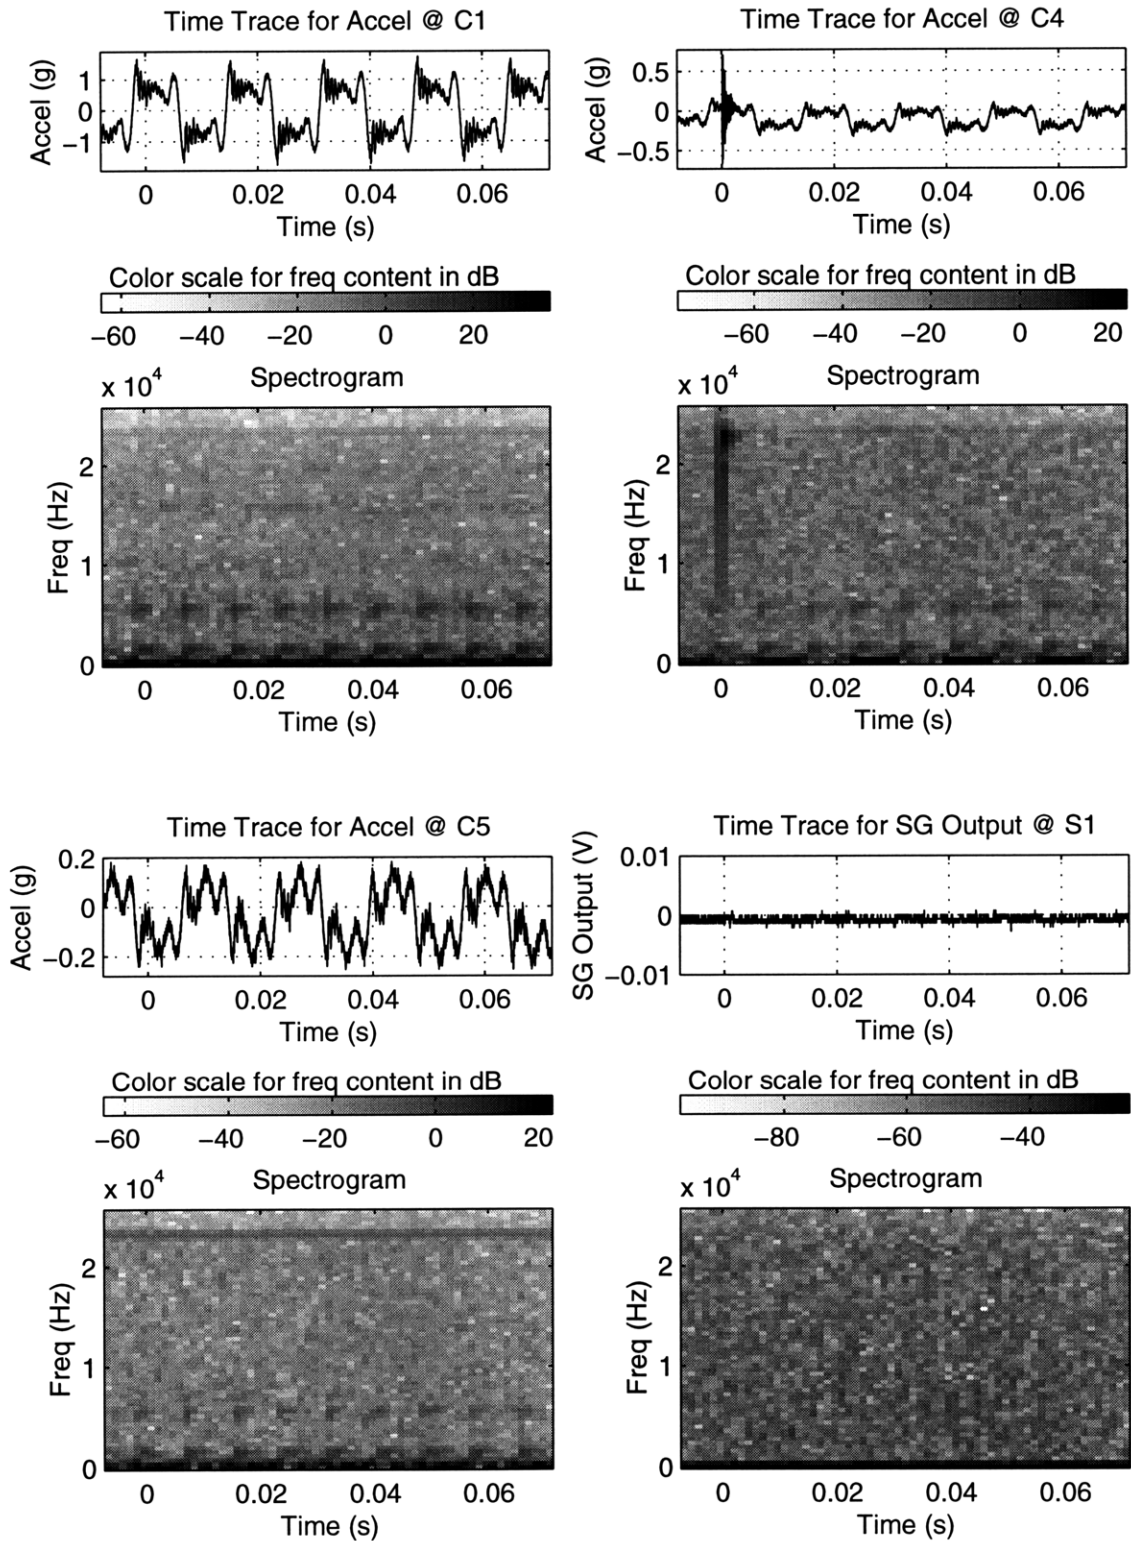 Time Trace for Accel @ C1
Accel (g)
1
0
−1
0 0.02 0.04 0.06
Time (s)
Color scale for freq content in dB
−60 −40 −20 0 20
x 10^4 Spectrogram
Freq (Hz)
2
1
0
0 0.02 0.04 0.06
Time (s)
Time Trace for Accel @ C4
Accel (g)
0.5
0
−0.5
0 0.02 0.04 0.06
Time (s)
Color scale for freq content in dB
−60 −40 −20 0 20
x 10^4 Spectrogram
Freq (Hz)
2
1
0
0 0.02 0.04 0.06
Time (s)
Time Trace for Accel @ C5
Accel (g)
0.2
0
−0.2
0 0.02 0.04 0.06
Time (s)
Color scale for freq content in dB
−60 −40 −20 0 20
x 10^4 Spectrogram
Freq (Hz)
2
1
0
0 0.02 0.04 0.06
Time (s)
Time Trace for SG Output @ S1
SG Output (V)
0.01
0
−0.01
0 0.02 0.04 0.06
Time (s)
Color scale for freq content in dB
−80 −60 −40
x 10^4 Spectrogram
Freq (Hz)
2
1
0
0 0.02 0.04 0.06
Time (s)